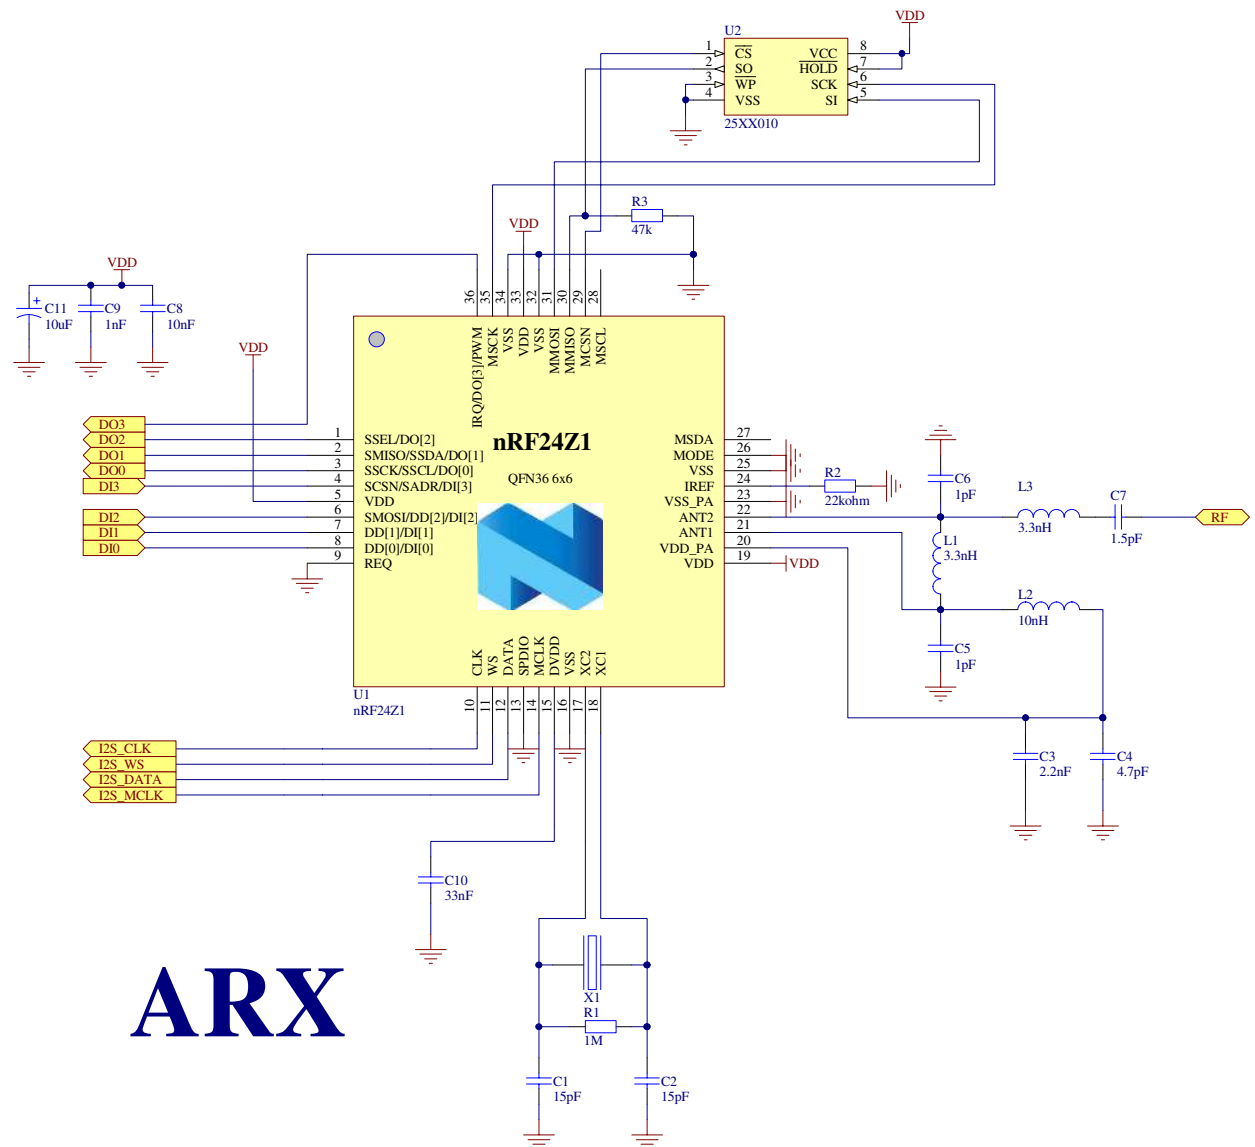 VDD
U2
1 CS VCC 8
2 SO HOLD 7
3 WP SCK 6
4 VSS SI 5
25XX010
R3
47k
VDD
VDD
+
C11
10uF
C9
1nF
C8
10nF
VDD
36 35 34 33 32 31 30 29 28
IRQ/DO[3]/PWM
MSCK
VSS
VDD
VSS
MMOSI
MMISO
MCSN
MSCL
DO3
DO2
DO1
DO0
DI3
DI2
DI1
DI0
1 SSEL/DO[2]
2 SMISO/SSDA/DO[1]
3 SSCK/SSCL/DO[0]
4 SCSN/SADR/DI[3]
5 VDD
6 SMOSI/DD[2]/DI[2]
7 DD[1]/DI[1]
8 DD[0]/DI[0]
9 REQ
nRF24Z1
QFN36 6x6
MSDA 27
MODE 26
VSS 25
IREF 24
VSS_PA 23
ANT2 22
ANT1 21
VDD_PA 20
VDD 19
VDD
R2
22kohm
C6
1pF
L3
3.3nH
C7
1.5pF
RF
L1
3.3nH
L2
10nH
C5
1pF
C3
2.2nF
C4
4.7pF
CLK
WS
DATA
SPDIO
MCLK
DVDD
VSS
XC2
XC1
10 11 12 13 14 15 16 17 18
U1
nRF24Z1
I2S_CLK
I2S_WS
I2S_DATA
I2S_MCLK
C10
33nF
ARX
X1
R1
1M
C1
15pF
C2
15pF